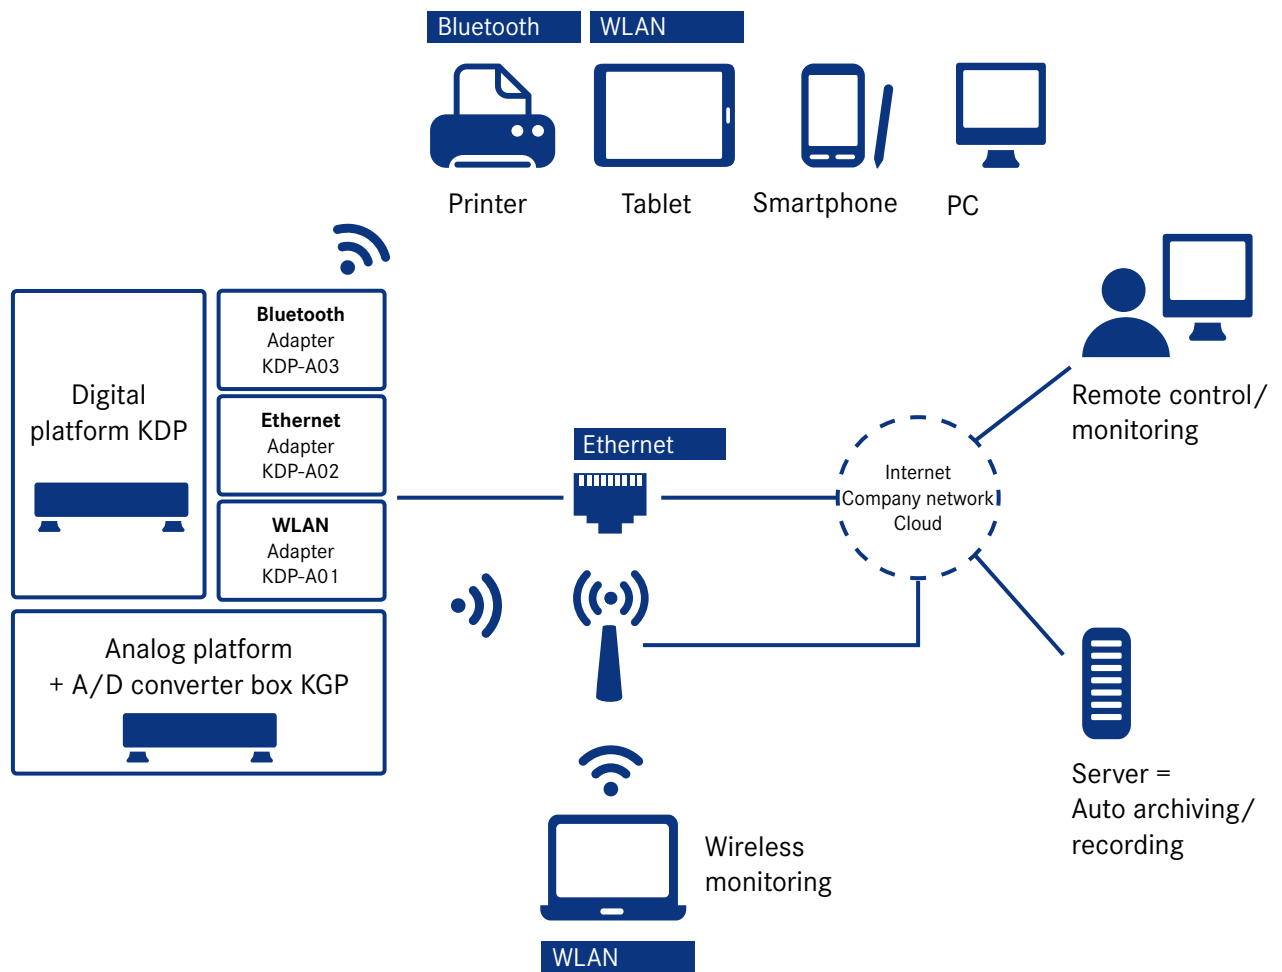 Bluetooth
WLAN
Printer
Tablet
Smartphone
PC
Digital
platform KDP
Bluetooth
Adapter
KDP-A03
Ethernet
Adapter
KDP-A02
WLAN
Adapter
KDP-A01
Analog platform
+ A/D converter box KGP
Ethernet
Internet
Company network
Cloud
Remote control/
monitoring
Server =
Auto archiving/
recording
Wireless
monitoring
WLAN